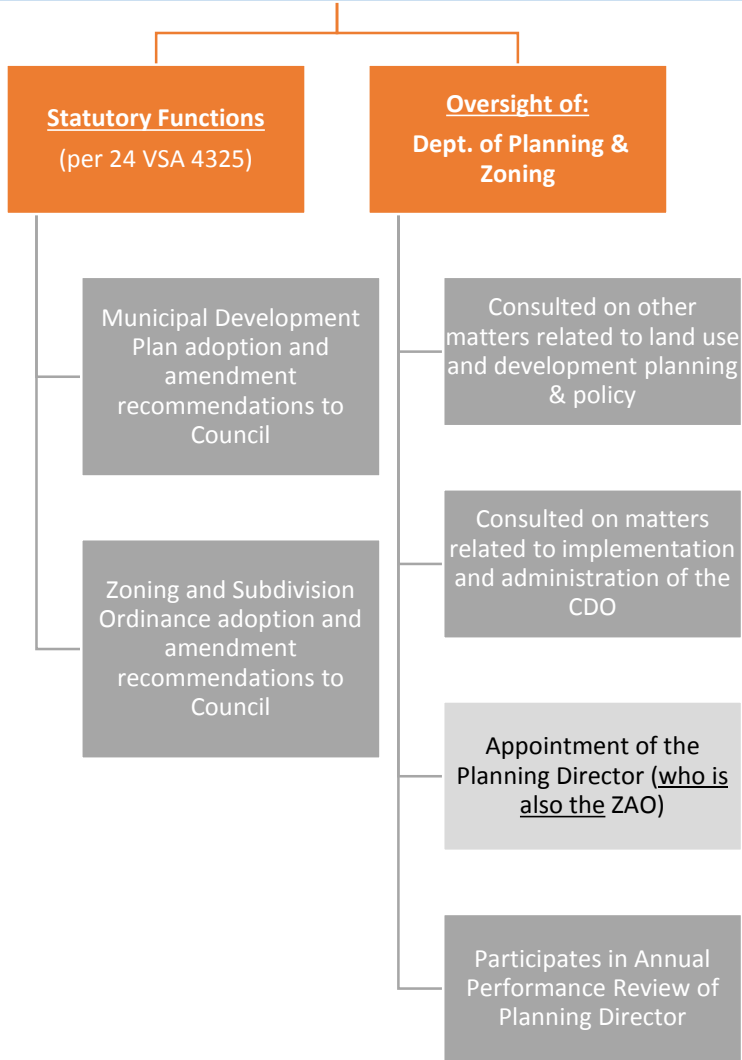 Statutory Functions
(per 24 VSA 4325)
Municipal Development
Plan adoption and
amendment
recommendations to
Council
Zoning and Subdivision
Ordinance adoption and
amendment
recommendations to
Council
Oversight of:
Dept. of Planning &
Zoning
Consulted on other
matters related to land use
and development planning
& policy
Consulted on matters
related to implementation
and administration of the
CDO
Appointment of the
Planning Director (who is
also the ZAO)
Participates in Annual
Performance Review of
Planning Director